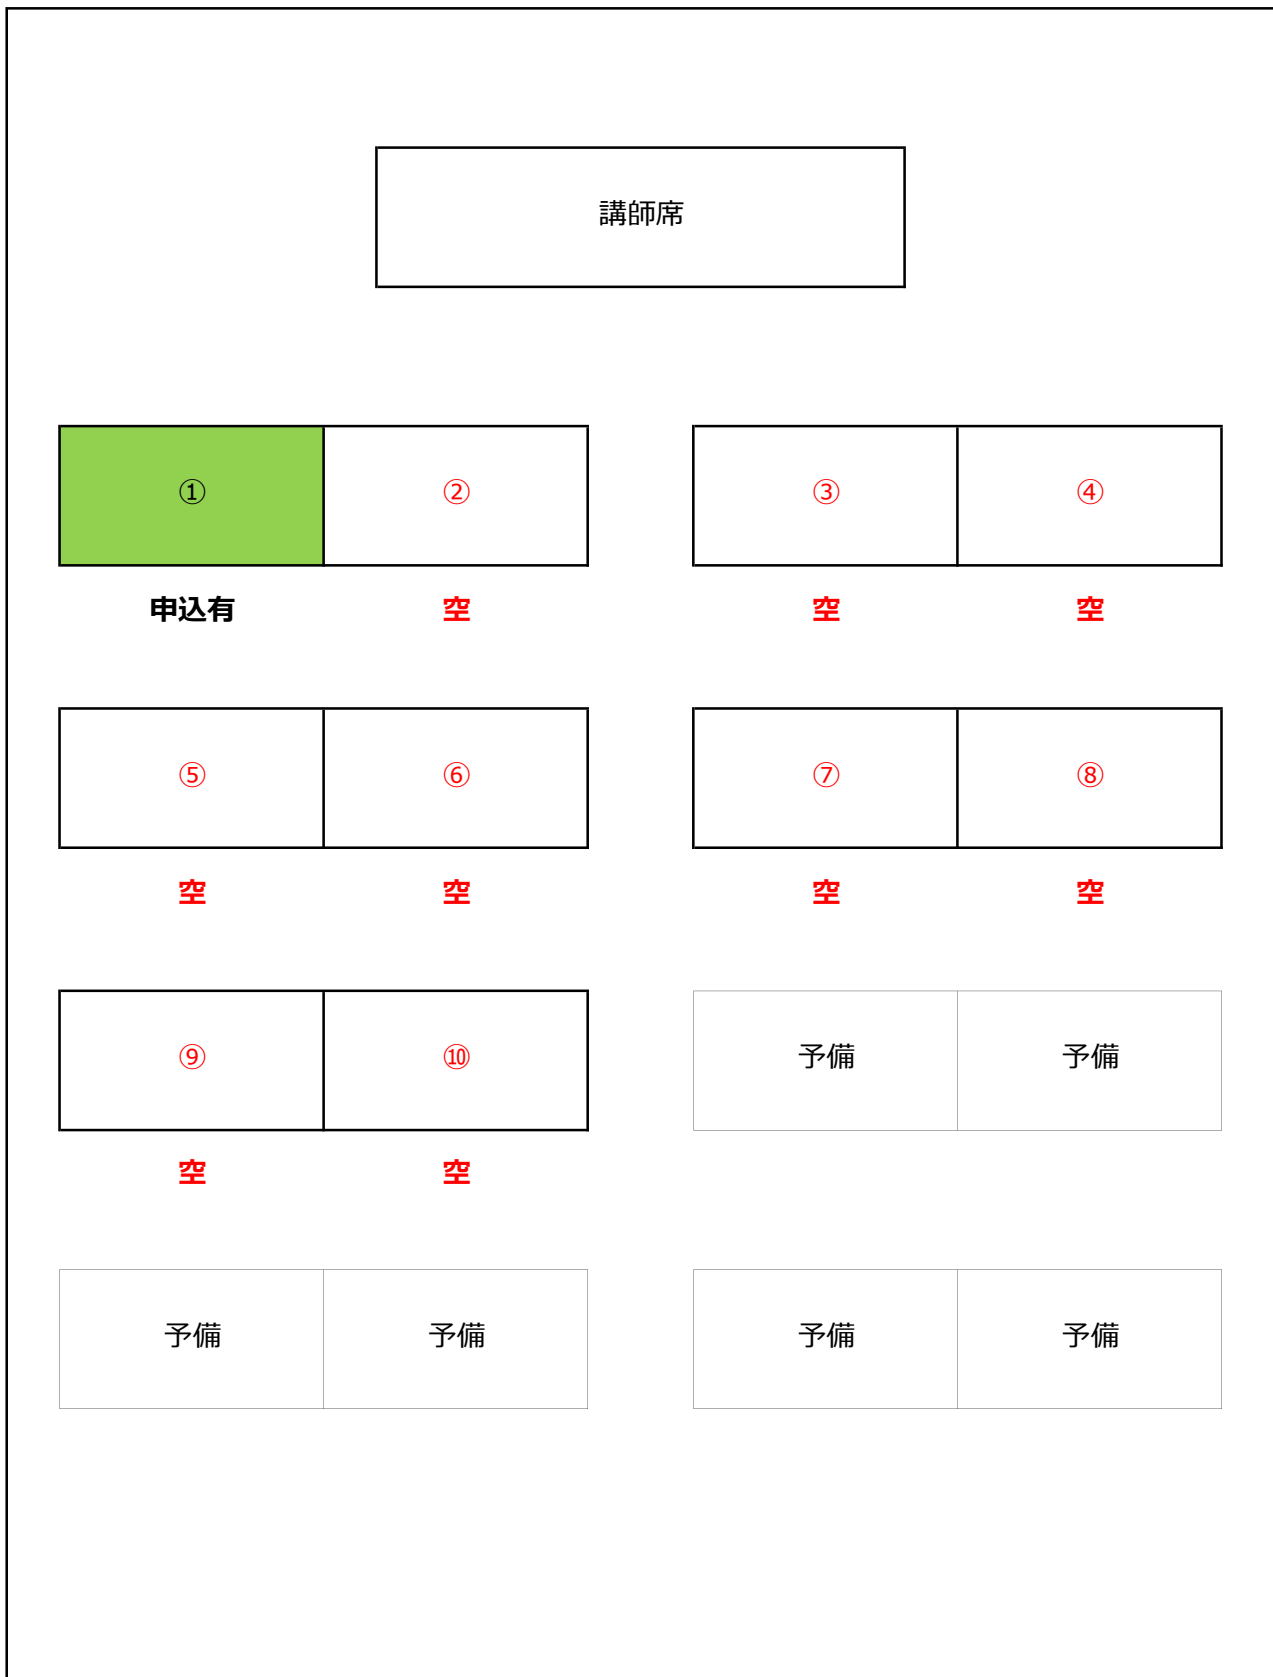 講師席
① ② ③ ④
申込有 空 空 空
⑤ ⑥ ⑦ ⑧
空 空 空 空
⑨ ⑩ 予備 予備
空 空
予備 予備 予備 予備